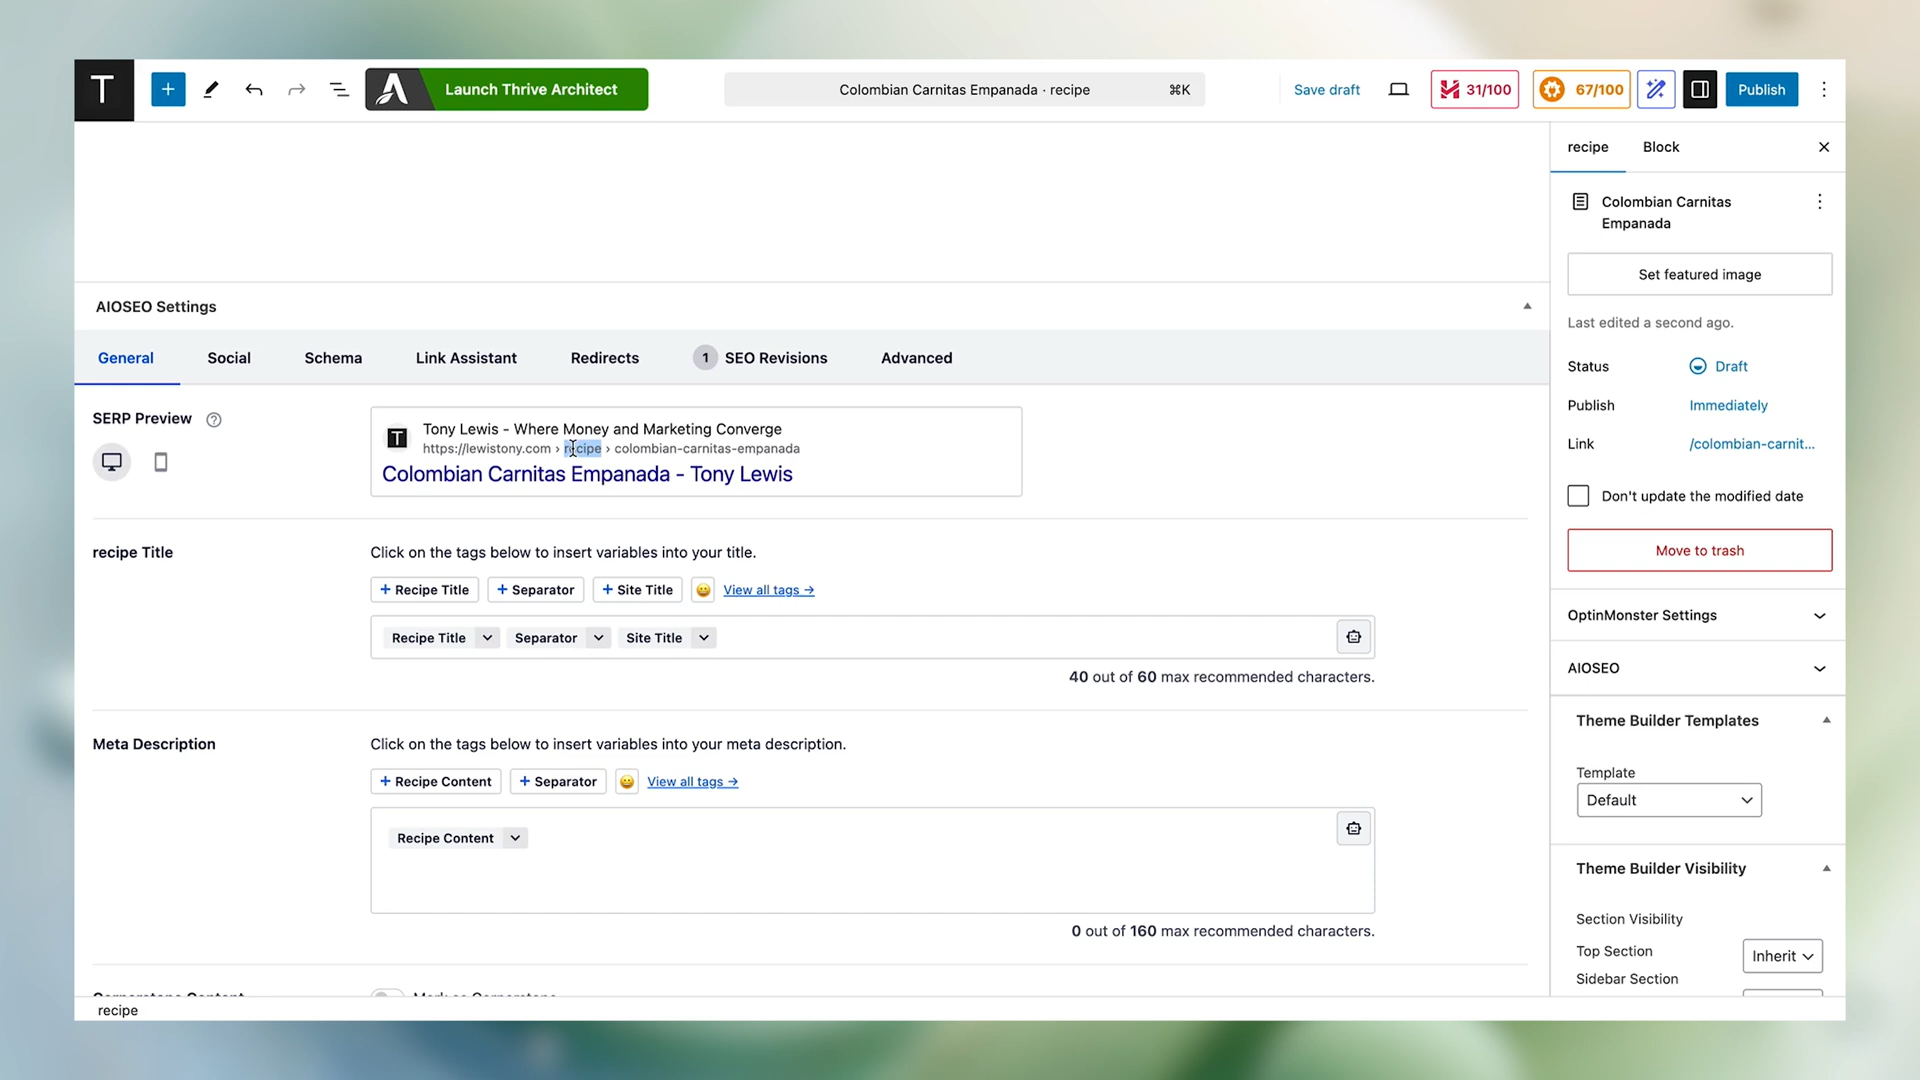 T
Launch Thrive Architect
Colombian Carnitas Empanada · recipe ⌘K
Save draft
31/100
67/100
Publish
recipe Block
Colombian Carnitas
Empanada
Set featured image
Last edited a second ago.
Status Draft
Publish Immediately
Link /colombian-carnit...
Don't update the modified date
Move to trash
OptinMonster Settings
AIOSEO
Theme Builder Templates
Template
Default
Theme Builder Visibility
Section Visibility
Top Section Inherit
Sidebar Section
AIOSEO Settings
General Social Schema Link Assistant Redirects 1 SEO Revisions Advanced
SERP Preview
T
Tony Lewis - Where Money and Marketing Converge
https://lewistony.com › recipe › colombian-carnitas-empanada
Colombian Carnitas Empanada - Tony Lewis
recipe Title
Click on the tags below to insert variables into your title.
+ Recipe Title + Separator + Site Title 😀 View all tags →
Recipe Title Separator Site Title
40 out of 60 max recommended characters.
Meta Description
Click on the tags below to insert variables into your meta description.
+ Recipe Content + Separator 😀 View all tags →
Recipe Content
0 out of 160 max recommended characters.
Cornerstone Content Mark as Cornerstone
recipe